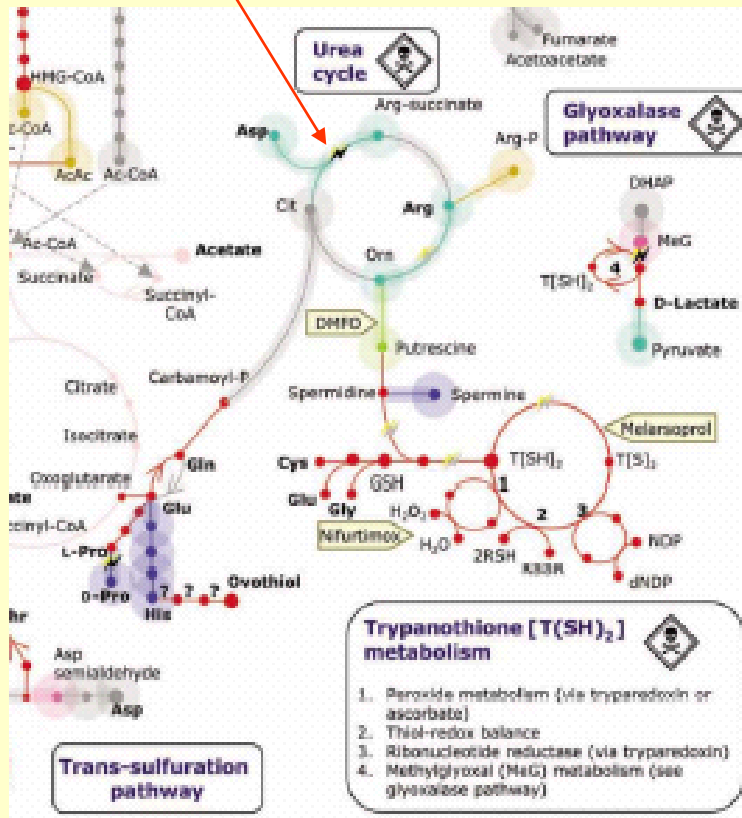 HMG-CoA
c-CoA
AcAc
Ac-CoA
Ac-CoA
Succinate
Acetate
Succinyl-
CoA
Citrate
Isocitrate
Oxoglutarate
ate
ccinyl-CoA
L-Pro
D-Pro
Glu
Gln
His
? ? ?
Ovothiol
Carbamoyl-P
hr
Asp
semialdehyde
Asp
Trans-sulfuration
pathway
Urea
cycle
Asp
Arg-succinate
Cit
Arg
Orn
Arg-P
Fumarate
Acetoacetate
Glyoxalase
pathway
DHAP
MeG
T[SH]2
4
D-Lactate
Pyruvate
DMFO
Putrescine
Spermidine
Spermine
Melarsoprol
Cys
Glu
Gly
GSH
T[SH]2
T[S]2
1
2
3
H2O2
H2O
Nifurtimox
2RSH
NDP
dNDP
Trypanothione [T(SH)2]
metabolism
1. Peroxide metabolism (via tryparedoxin or
ascorbate)
2. Thiol-redox balance
3. Ribonucleotide reductase (via tryparedoxin)
4. Methylglyoxal (MeG) metabolism (see
glyoxalase pathway)